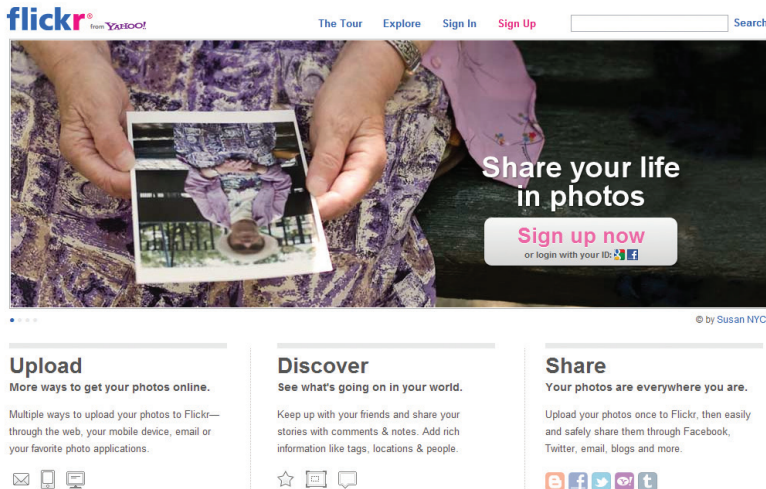 flickr® from YAHOO!
The Tour Explore Sign In Sign Up Search
Share your life
in photos
Sign up now
or login with your ID:
© by Susan NYC
Upload
More ways to get your photos online.
Multiple ways to upload your photos to Flickr—
through the web, your mobile device, email or
your favorite photo applications.
Discover
See what's going on in your world.
Keep up with your friends and share your
stories with comments & notes. Add rich
information like tags, locations & people.
Share
Your photos are everywhere you are.
Upload your photos once to Flickr, then easily
and safely share them through Facebook,
Twitter, email, blogs and more.